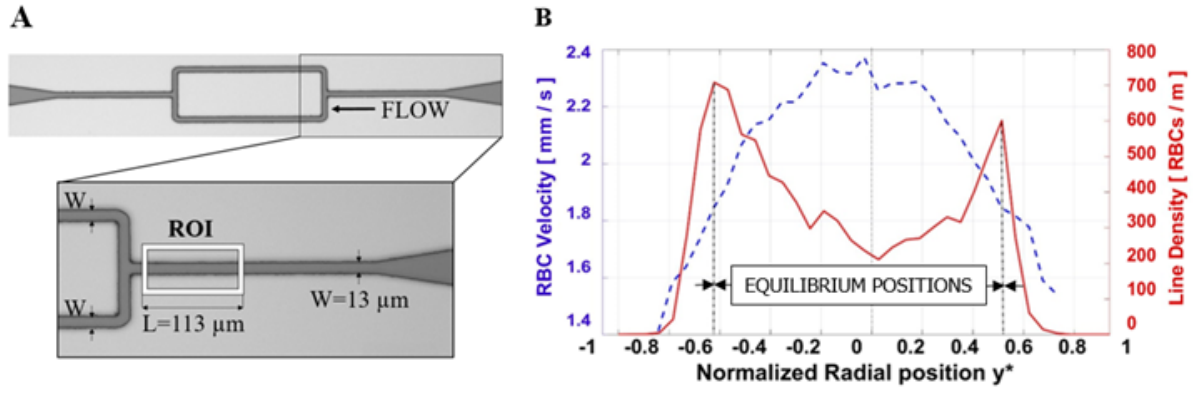 A
FLOW
W
ROI
W
W=13 µm
L=113 µm
B
RBC Velocity [ mm / s ]
2.4
2.2
2
1.8
1.6
1.4
EQUILIBRIUM POSITIONS
800
700
600
500
400
300
200
100
0
Line Density [ RBCs / m ]
-1 -0.8 -0.6 -0.4 -0.2 0 0.2 0.4 0.6 0.8 1
Normalized Radial position y*